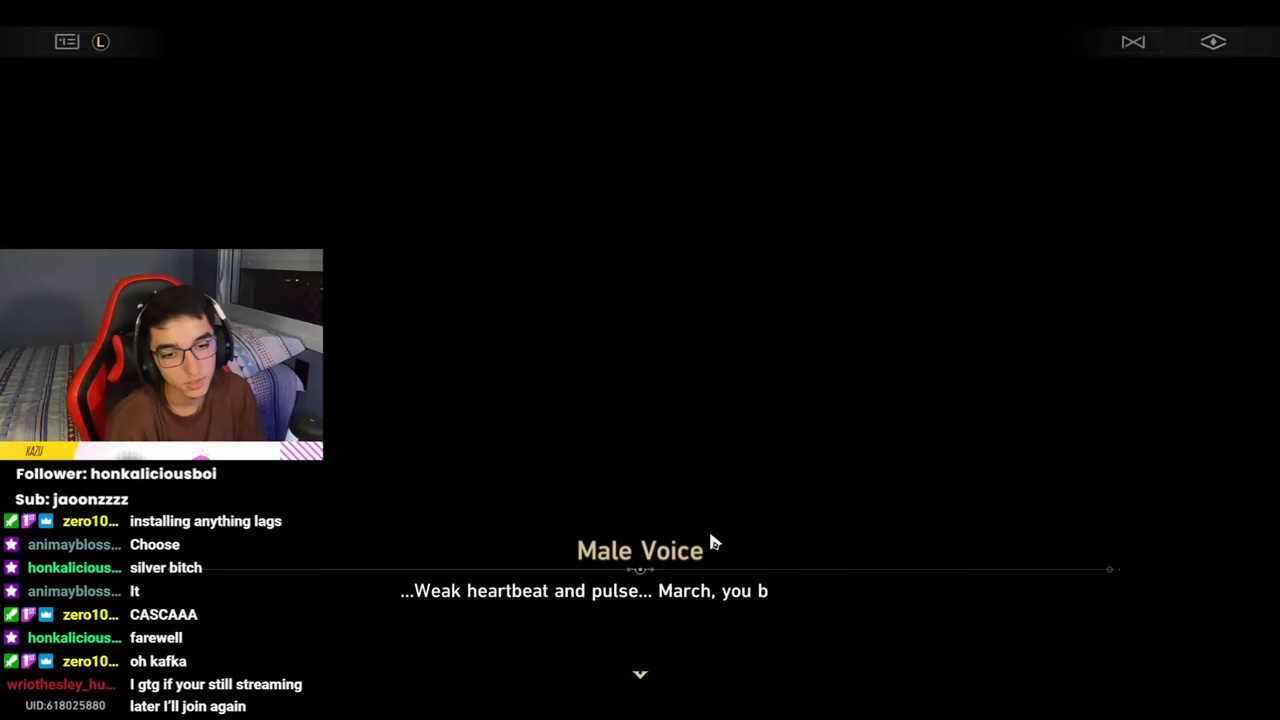 L
KAZU
Follower: honkaliciousboi
Sub: jaoonzzzz
zero10... installing anything lags
animaybloss... Choose
honkalicious... silver bitch
animaybloss... It
zero10... CASCAAA
honkalicious... farewell
zero10... oh kafka
wriothesley_hu... I gtg if your still streaming
later I’ll join again
UID:618025880
Male Voice
...Weak heartbeat and pulse... March, you b